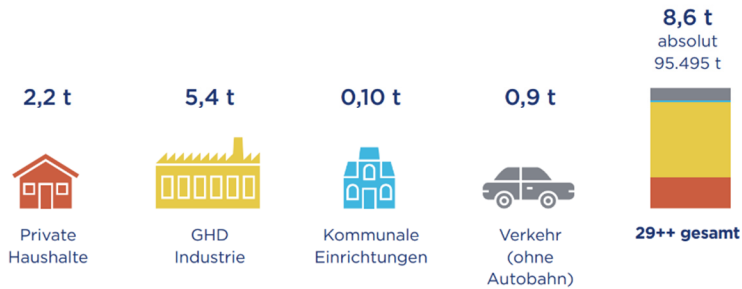 2,2 t
Private
Haushalte
5,4 t
GHD
Industrie
0,10 t
Kommunale
Einrichtungen
0,9 t
Verkehr
(ohne
Autobahn)
8,6 t
absolut
95.495 t
29++ gesamt